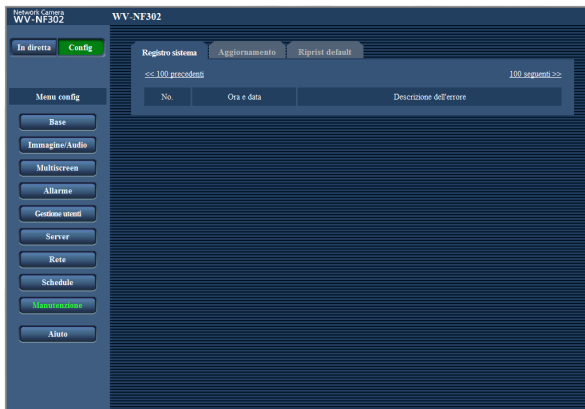 Network Camera
WV-NF302
WV-NF302
In diretta Config
Registro sistema Aggiornamento Riprist default
<< 100 precedenti 100 seguenti >>
Menu config
No. Ora e data Descrizione dell'errore
Base
Immagine/Audio
Multiscreen
Allarme
Gestione utenti
Server
Rete
Schedule
Manutenzione
Aiuto